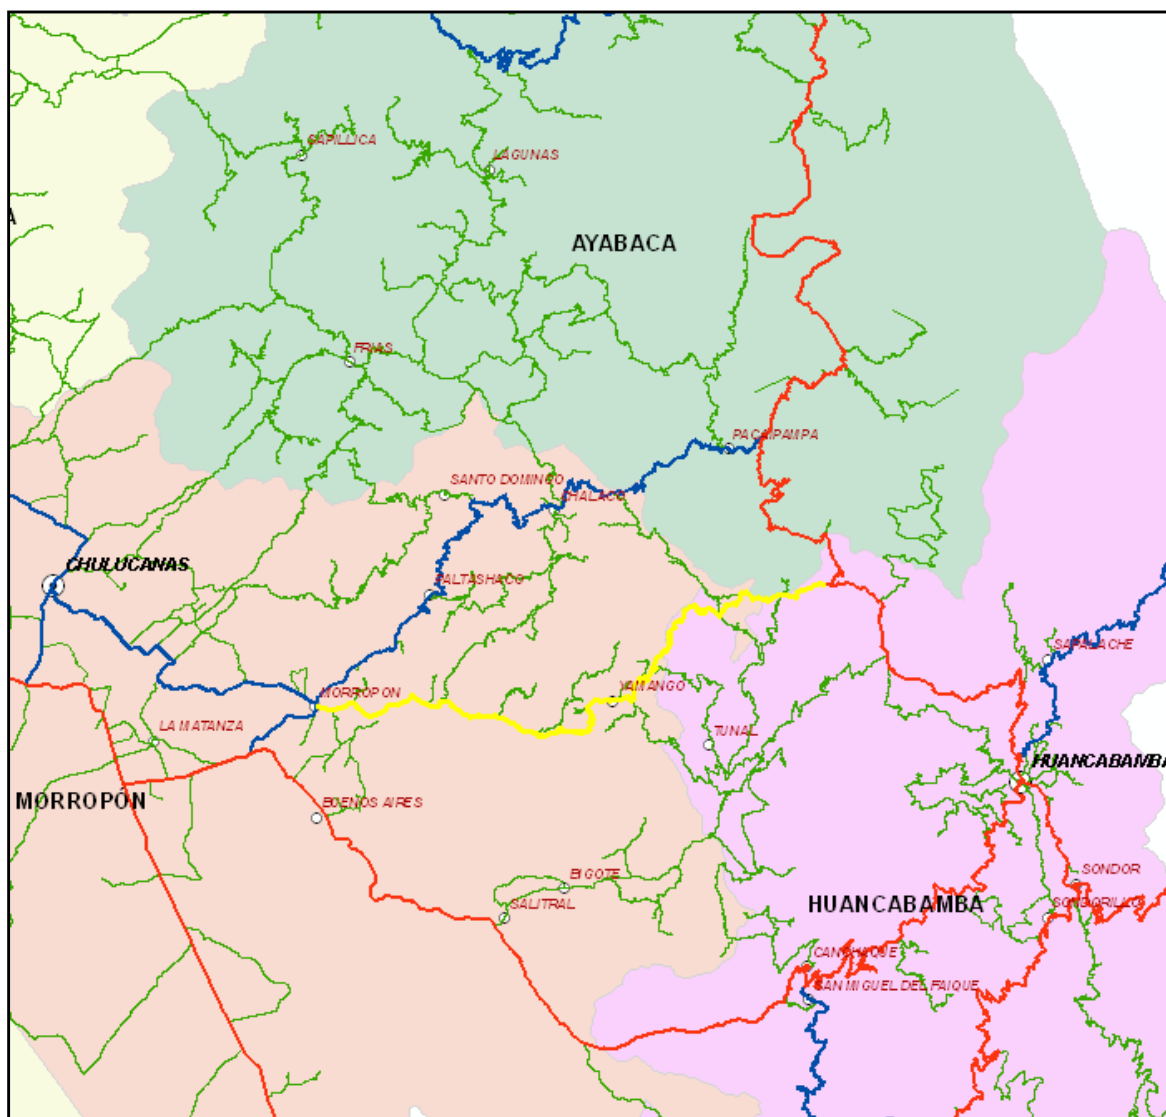 SAPILLICA
LAGUNAS
A
AYABACA
FRIAS
PACAIPAMPA
SANTO DOMINGO
CHALACO
CHULUCANAS
SALTASHACO
SAPALACHE
YAMANGO
MORROPON
LA MATANZA
TUNAL
HUANCABAMBA
MORROPÓN
BUENOS AIRES
SONDOR
BIGOTE
HUANCABAMBA
SALITRAL
SONDORILLO
CANCHAQUE
SAN MIGUEL DEL FAIQUE